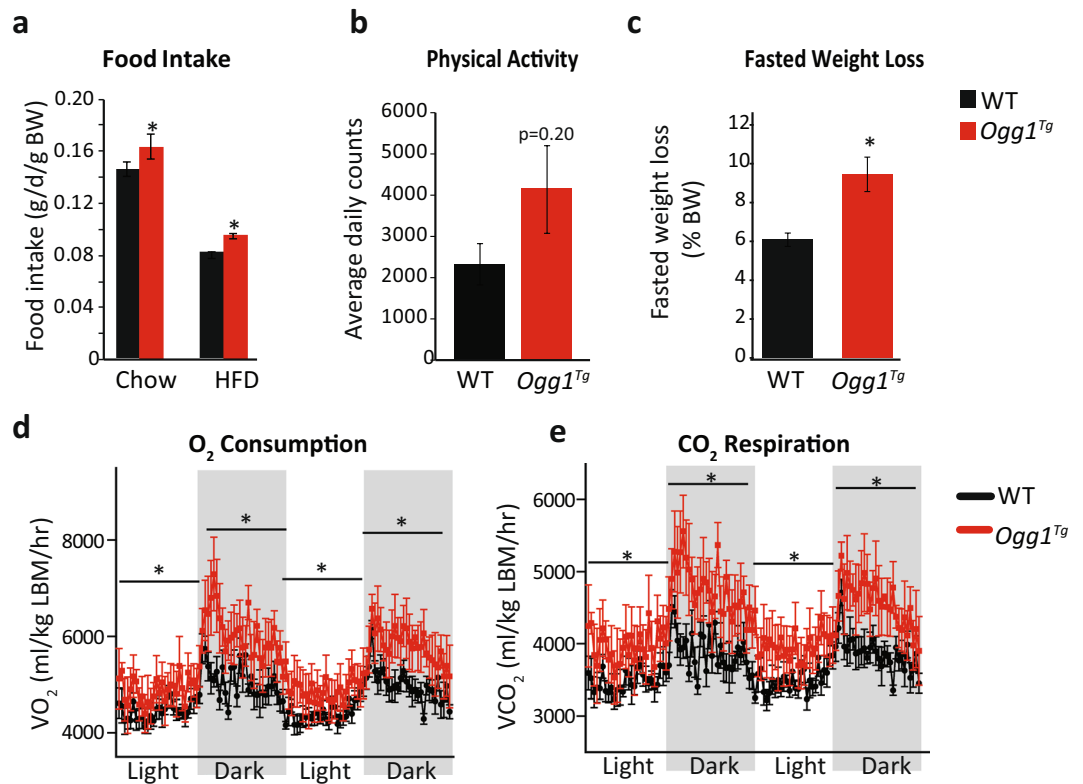 a
Food Intake
Food intake (g/d/g BW)
0.20
0.16
0.12
0.08
0.04
0
*
*
Chow HFD
b
Physical Activity
Average daily counts
6000
5000
4000
3000
2000
1000
0
p=0.20
WT Ogg1Tg
c
Fasted Weight Loss
Fasted weight loss
(% BW)
12
10
8
6
4
2
0
*
WT Ogg1Tg
WT
Ogg1Tg
d
O2 Consumption
VO2 (ml/kg LBM/hr)
8000
6000
4000
* * * *
Light Dark Light Dark
e
CO2 Respiration
VCO2 (ml/kg LBM/hr)
6000
5000
4000
3000
* * * *
Light Dark Light Dark
WT
Ogg1Tg